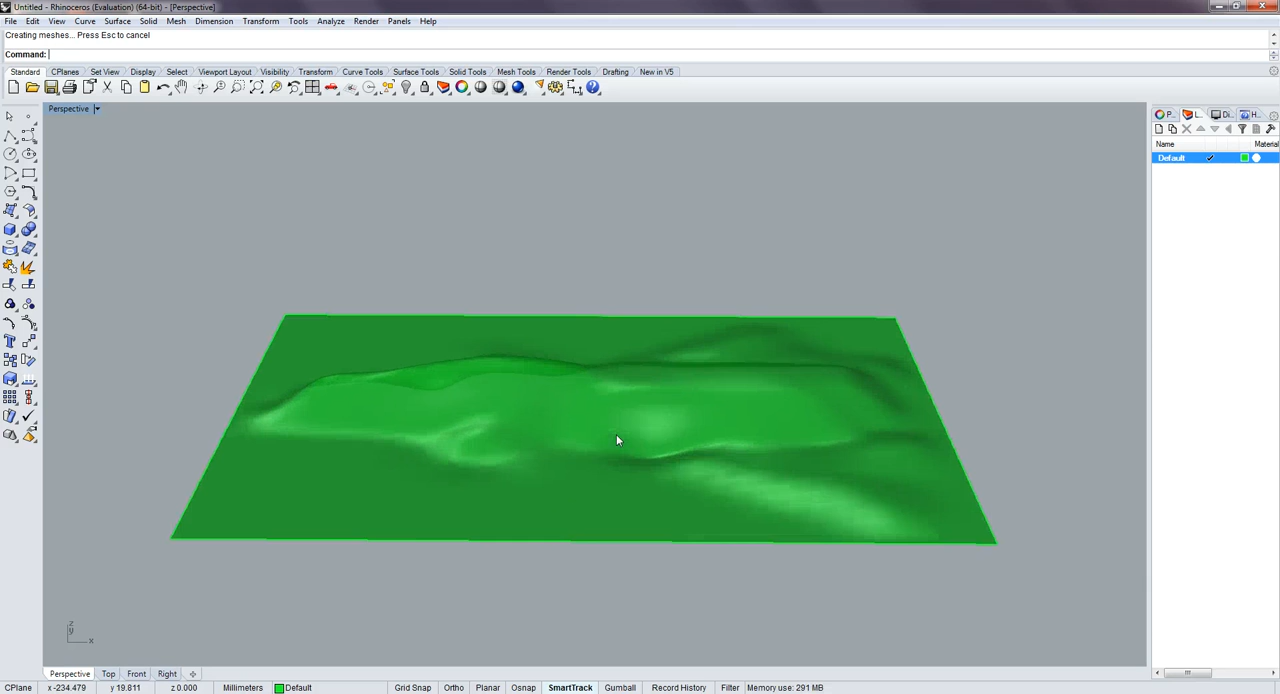 Untitled - Rhinoceros (Evaluation) (64-bit) - [Perspective]
File Edit View Curve Surface Solid Mesh Dimension Transform Tools Analyze Render Panels Help
Creating meshes... Press Esc to cancel
Command:
Standard CPlanes Set View Display Select Viewport Layout Visibility Transform Curve Tools Surface Tools Solid Tools Mesh Tools Render Tools Drafting New in V5
Perspective
P... L... Di... H...
Name Material
Default
z
y
x
Perspective Top Front Right
CPlane x -234.479 y 19.811 z 0.000 Millimeters Default Grid Snap Ortho Planar Osnap SmartTrack Gumball Record History Filter Memory use: 291 MB